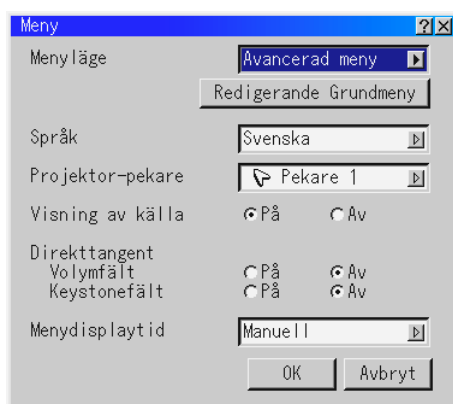 Meny
Menyläge Avancerad meny
Redigerande Grundmeny
Språk Svenska
Projektor-pekare Pekare 1
Visning av källa På Av
Direkttangent
Volymfält På Av
Keystonefält På Av
Menydisplaytid Manuell
OK Avbryt